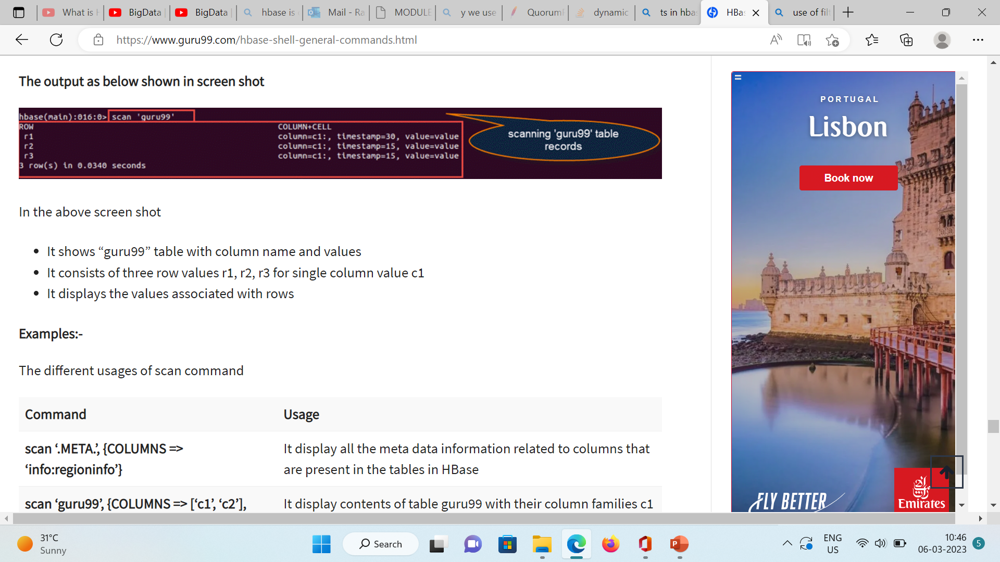 What is H
BigData
BigData
hbase is
Mail - Ra
MODULE
y we use
Quorum
dynamic
ts in hba
HBa
use of filt
https://www.guru99.com/hbase-shell-general-commands.html
The output as below shown in screen shot
hbase(main):016:0> scan 'guru99'
ROW COLUMN+CELL
r1 column=c1:, timestamp=30, value=value
r2 column=c1:, timestamp=15, value=value
r3 column=c1:, timestamp=15, value=value
3 row(s) in 0.0340 seconds
scanning 'guru99' table
records
In the above screen shot
• It shows “guru99” table with column name and values
• It consists of three row values r1, r2, r3 for single column value c1
• It displays the values associated with rows
Examples:-
The different usages of scan command
Command Usage
scan ‘.META.’, {COLUMNS => It display all the meta data information related to columns that
‘info:regioninfo’} are present in the tables in HBase
scan ‘guru99’, {COLUMNS => [‘c1’, ‘c2’], It display contents of table guru99 with their column families c1
PORTUGAL
Lisbon
Book now
FLY BETTER
Emirates
31°C
Sunny
Search
ENG
US
10:46
06-03-2023
5